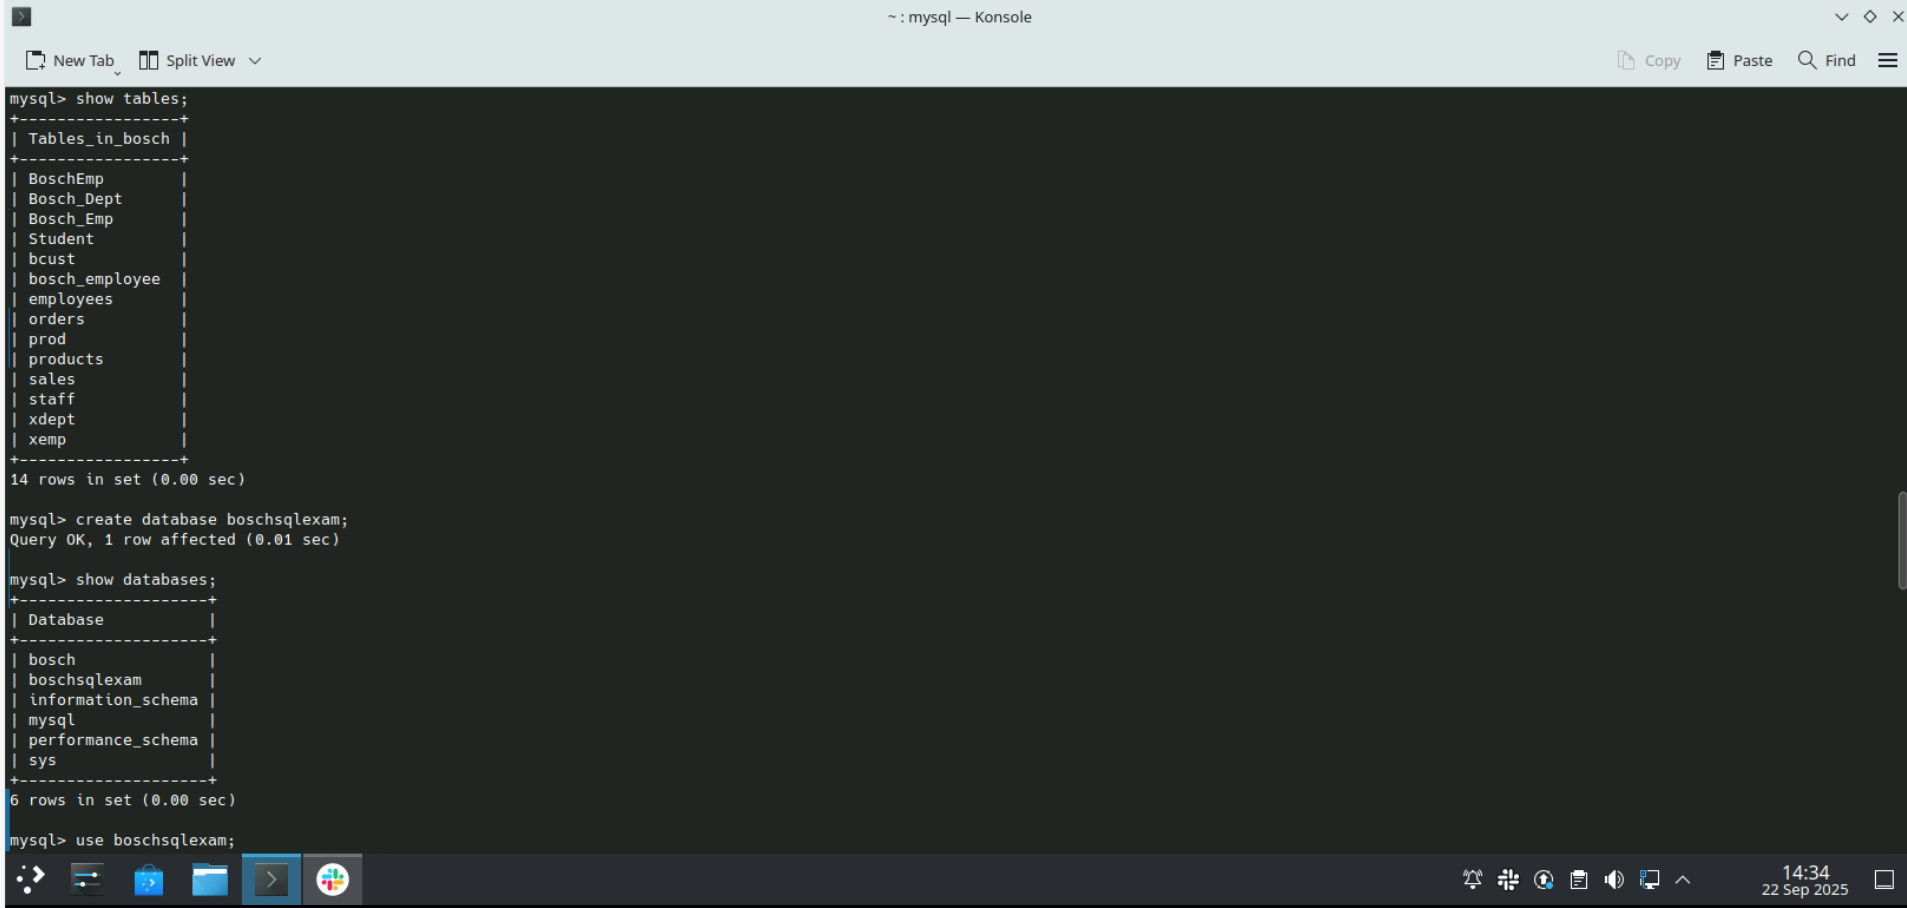 ~ : mysql — Konsole
New Tab Split View Copy Paste Find
mysql> show tables;
+-----------------+
| Tables_in_bosch |
+-----------------+
| BoschEmp        |
| Bosch_Dept      |
| Bosch_Emp       |
| Student         |
| bcust           |
| bosch_employee  |
| employees       |
| orders          |
| prod            |
| products        |
| sales           |
| staff           |
| xdept           |
| xemp            |
+-----------------+
14 rows in set (0.00 sec)
mysql> create database boschsqlexam;
Query OK, 1 row affected (0.01 sec)
mysql> show databases;
+--------------------+
| Database           |
+--------------------+
| bosch              |
| boschsqlexam       |
| information_schema |
| mysql              |
| performance_schema |
| sys                |
+--------------------+
6 rows in set (0.00 sec)
mysql> use boschsqlexam;
14:34
22 Sep 2025